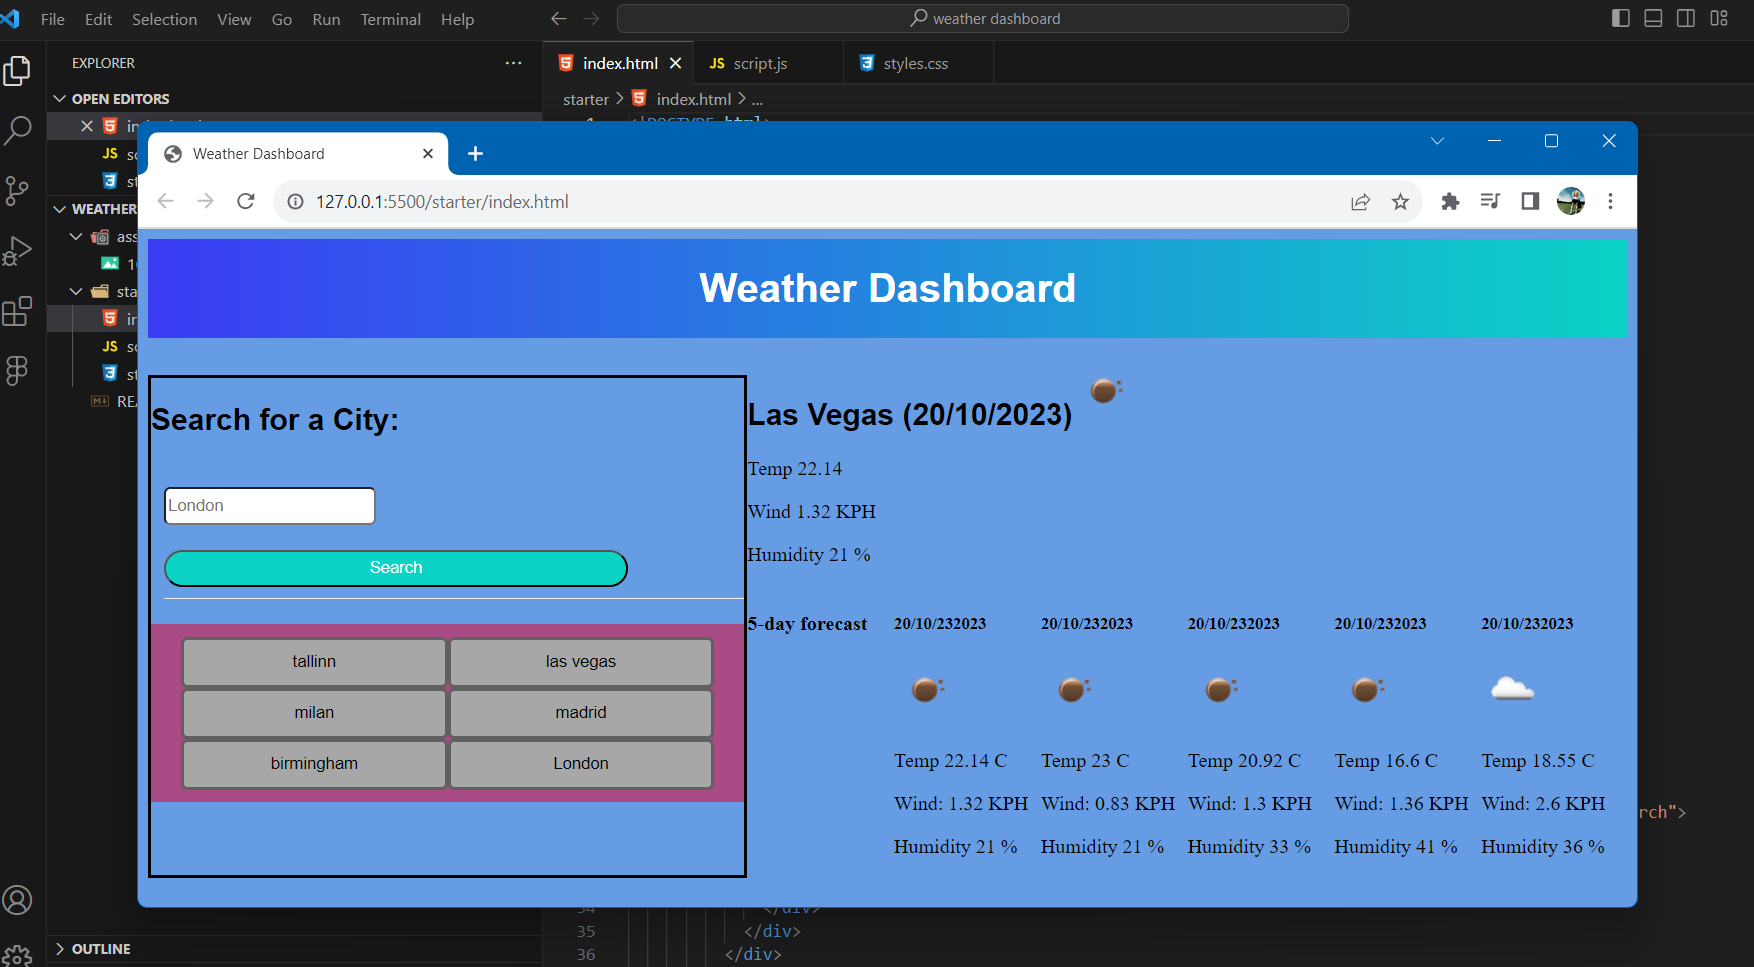 File Edit Selection View Go Run Terminal Help
weather dashboard
EXPLORER
index.html
JS script.js
styles.css
OPEN EDITORS
starter > index.html > ...
1 <!DOCTYPE html>
JS
WEATHER
ass
sta
JS
REA
OUTLINE
Weather Dashboard
127.0.0.1:5500/starter/index.html
Weather Dashboard
Search for a City:
London
Search
tallinn las vegas
milan madrid
birmingham London
Las Vegas (20/10/2023)
Temp 22.14
Wind 1.32 KPH
Humidity 21 %
5-day forecast 20/10/232023 20/10/232023 20/10/232023 20/10/232023 20/10/232023
Temp 22.14 C Temp 23 C Temp 20.92 C Temp 16.6 C Temp 18.55 C
Wind: 1.32 KPH Wind: 0.83 KPH Wind: 1.3 KPH Wind: 1.36 KPH Wind: 2.6 KPH
Humidity 21 % Humidity 21 % Humidity 33 % Humidity 41 % Humidity 36 %
rch">
34 </div>
35 </div>
36 </div>